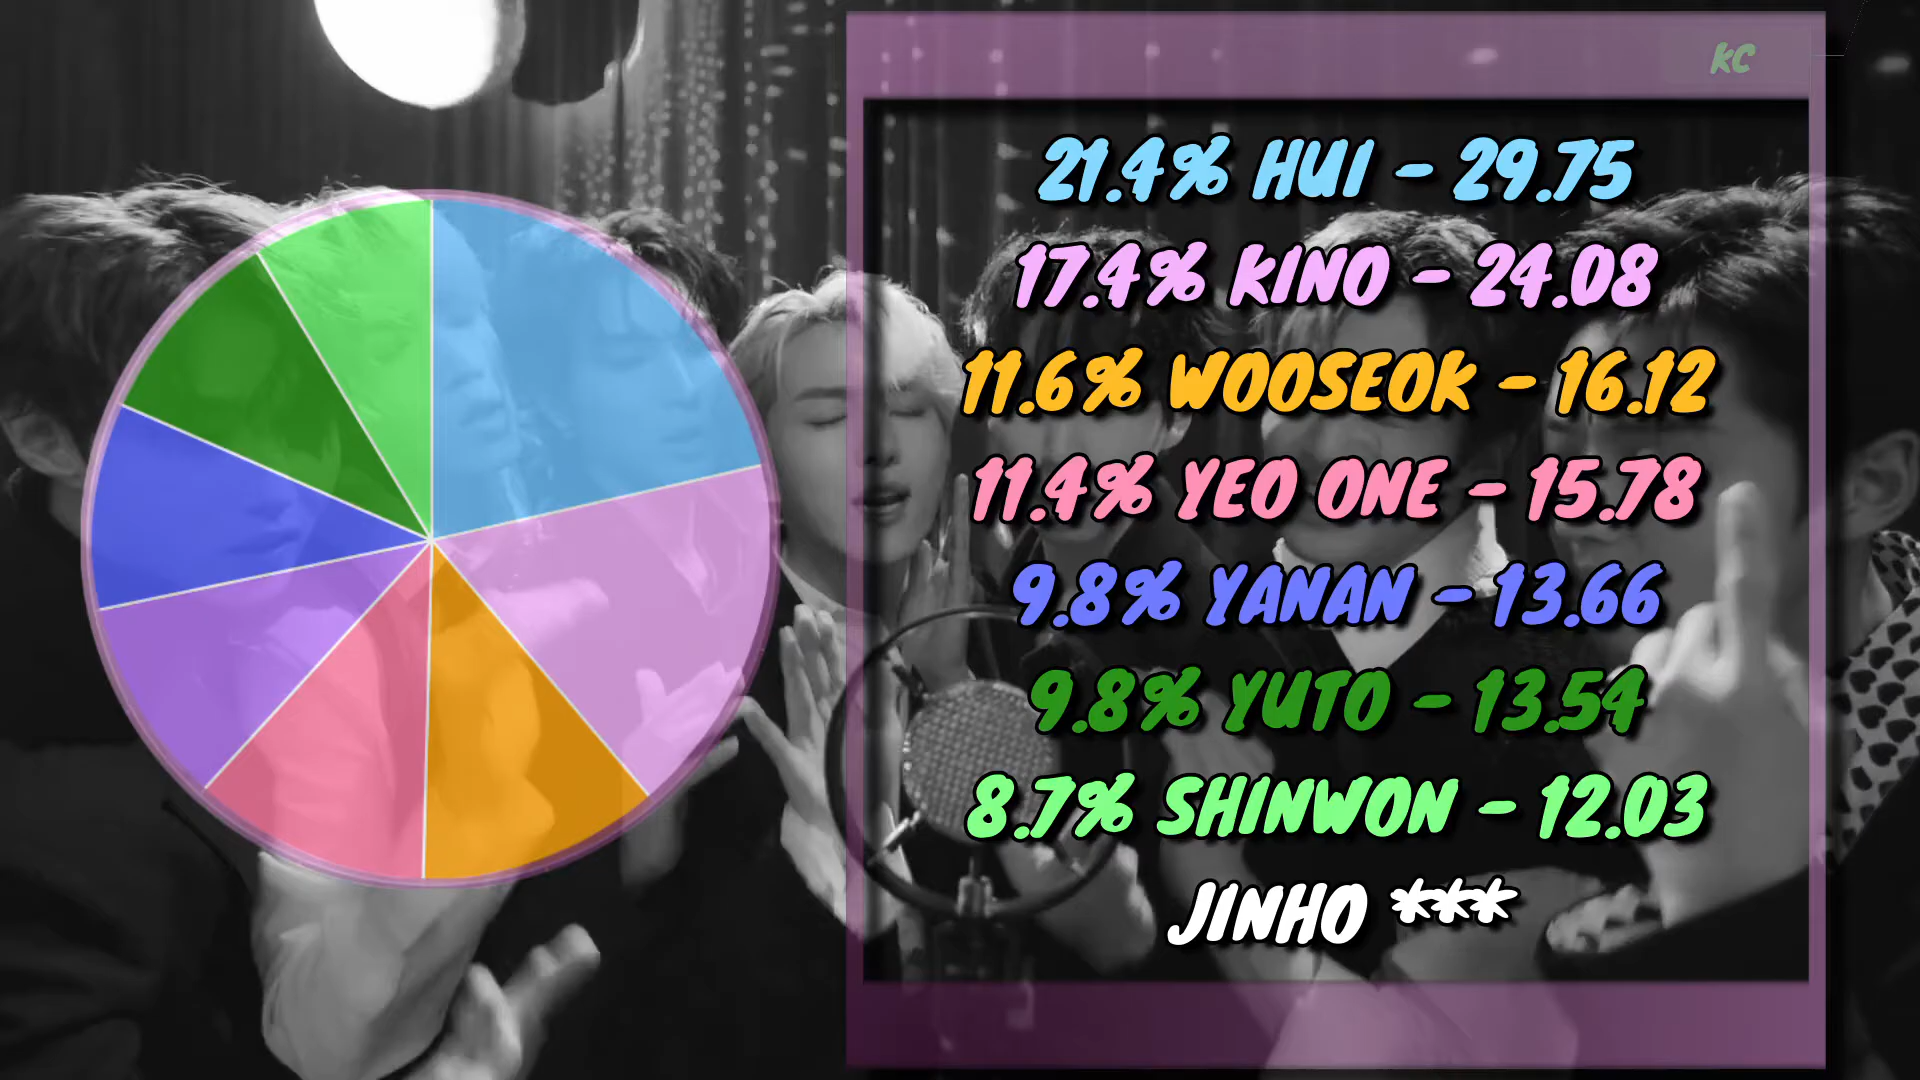 KC
21.4% HUI - 29.75
17.4% KINO - 24.08
11.6% WOOSEOK - 16.12
11.4% YEO ONE - 15.78
9.8% YANAN - 13.66
9.8% YUTO - 13.54
8.7% SHINWON - 12.03
JINHO ***